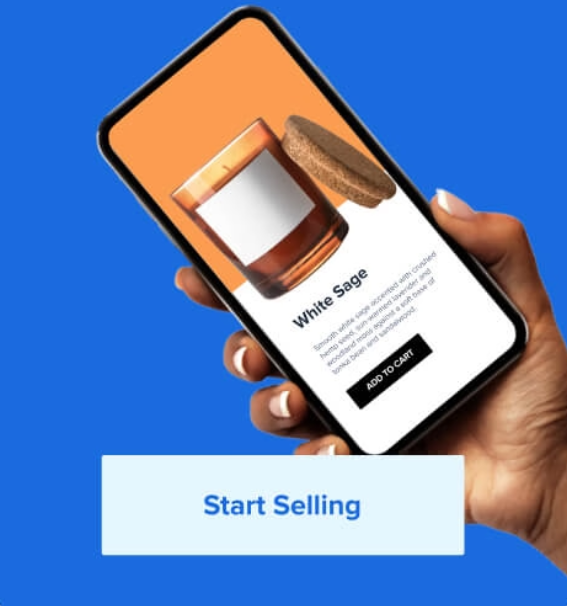 White Sage
Smooth white sage accented with crushed
hemp seed, sun-warmed lavender and
woodland moss against a soft base of
tonka bean and sandalwood.
ADD TO CART
Start Selling